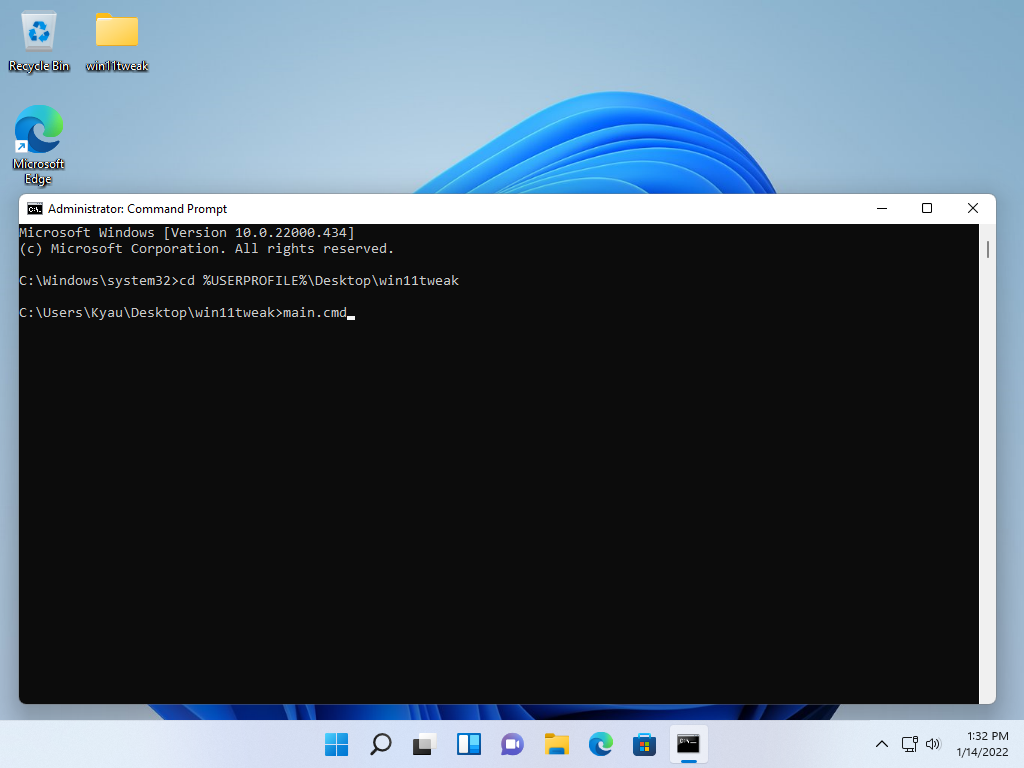 Recycle Bin
win11tweak
Microsoft
Edge
Administrator: Command Prompt
Microsoft Windows [Version 10.0.22000.434]
(c) Microsoft Corporation. All rights reserved.
C:\Windows\system32>cd %USERPROFILE%\Desktop\win11tweak
C:\Users\Kyau\Desktop\win11tweak>main.cmd
1:32 PM
1/14/2022